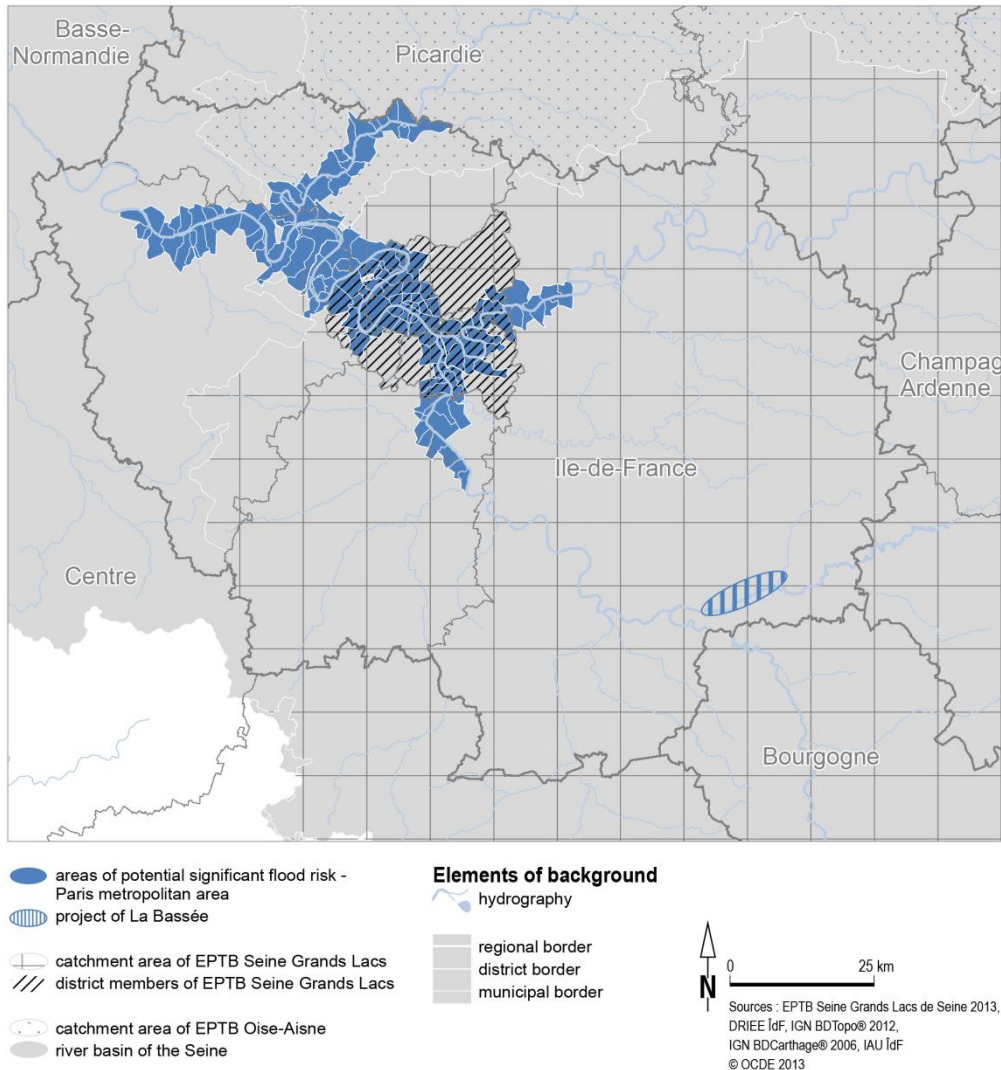 Basse-
Normandie
Picardie
Champag
Ardenne
Ile-de-France
Centre
Bourgogne
areas of potential significant flood risk -
Paris metropolitan area
project of La Bassée
catchment area of EPTB Seine Grands Lacs
district members of EPTB Seine Grands Lacs
catchment area of EPTB Oise-Aisne
river basin of the Seine
Elements of background
hydrography
regional border
district border
municipal border
N
0 25 km
Sources : EPTB Seine Grands Lacs de Seine 2013,
DRIEE ÎdF, IGN BDTopo® 2012,
IGN BDCarthage® 2006, IAU ÎdF
© OCDE 2013